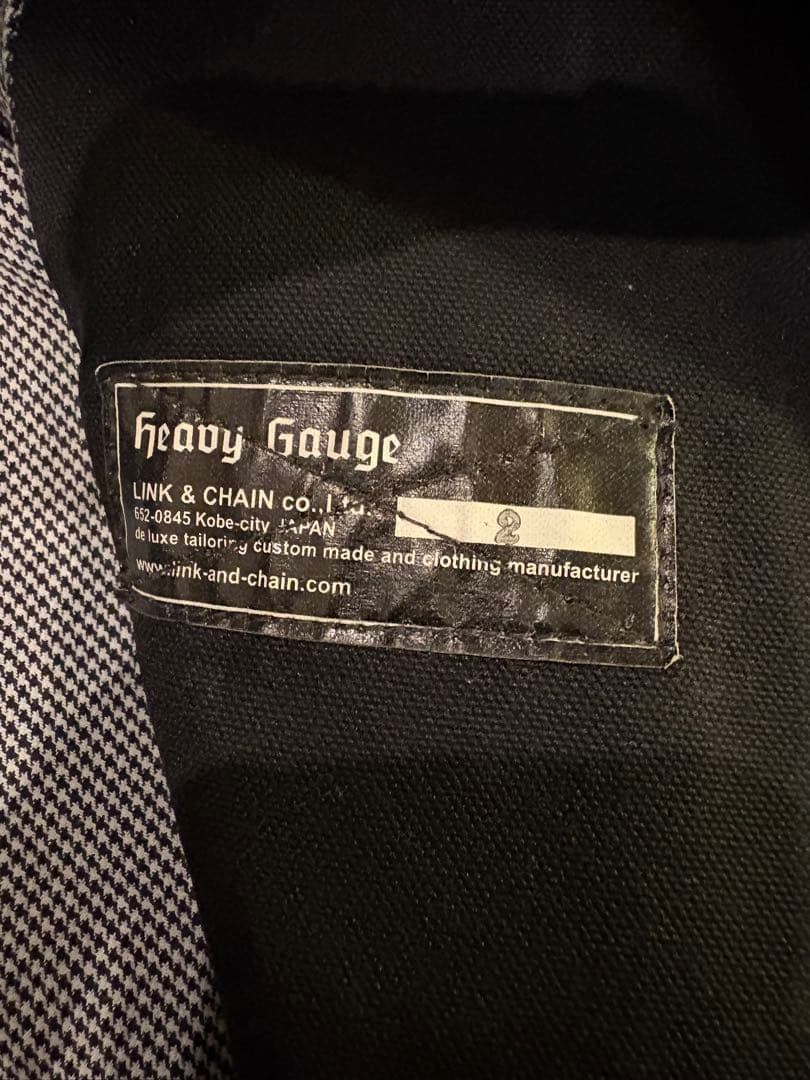 Heavy Gauge
LINK & CHAIN co.,Ltd.
2
652-0845 Kobe-city JAPAN
de luxe tailoring custom made and clothing manufacturer
www.link-and-chain.com